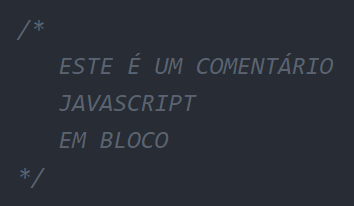 /*
ESTE É UM COMENTÁRIO
JAVASCRIPT
EM BLOCO
*/